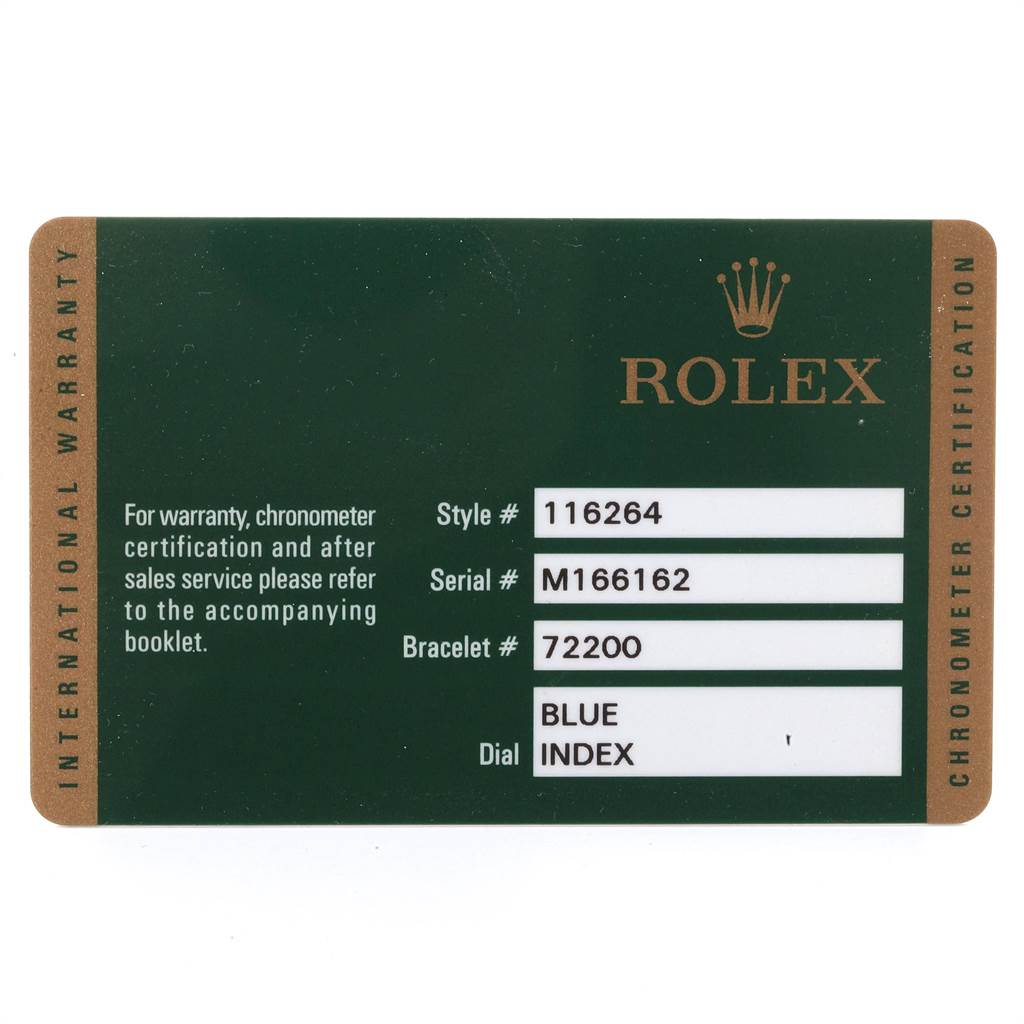 INTERNATIONAL WARRANTY
ROLEX
For warranty, chronometer
certification and after
sales service please refer
to the accompanying
booklet.
Style # 116264
Serial # M166162
Bracelet # 72200
Dial BLUE
INDEX
CHRONOMETER CERTIFICATION